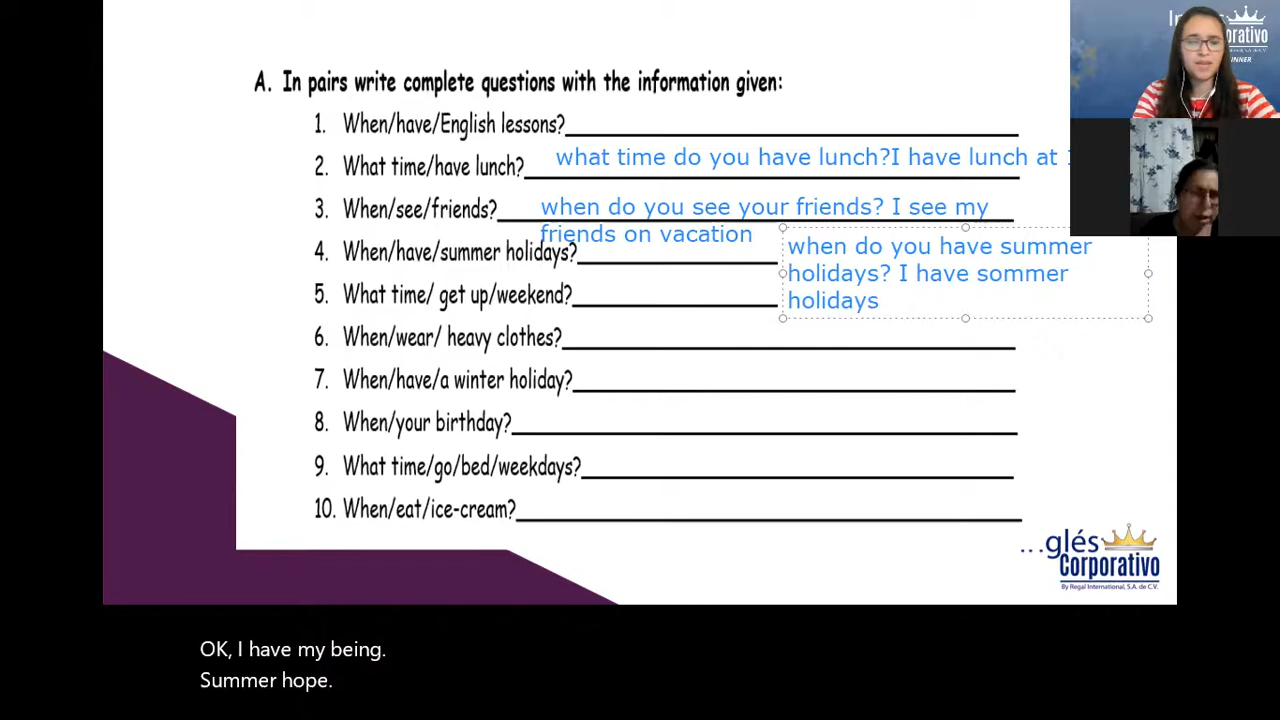 A. In pairs write complete questions with the information given:
1. When/have/English lessons?
2. What time/have lunch?
what time do you have lunch?I have lunch at
3. When/see/friends?
when do you see your friends? I see my
friends on vacation
4. When/have/summer holidays?
when do you have summer
holidays? I have sommer
holidays
5. What time/ get up/weekend?
6. When/wear/ heavy clothes?
7. When/have/a winter holiday?
8. When/your birthday?
9. What time/go/bed/weekdays?
10. When/eat/ice-cream?
...glés
Corporativo
By Regal International, S.A. de C.V.
OK, I have my being.
Summer hope.